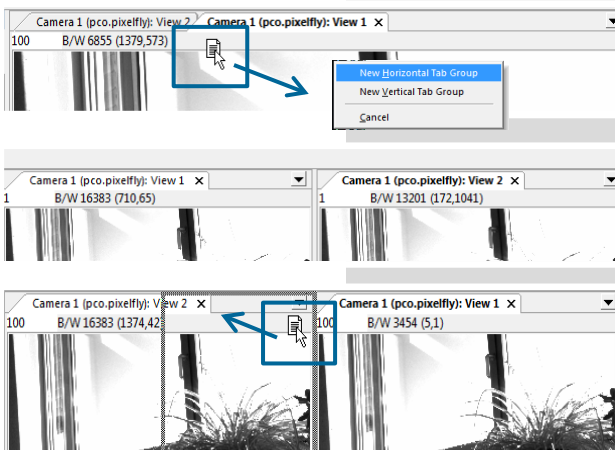 Camera 1 (pco.pixelfly): View 2 Camera 1 (pco.pixelfly): View 1 X
100 B/W 6855 (1379,573)
New Horizontal Tab Group
New Vertical Tab Group
Cancel
Camera 1 (pco.pixelfly): View 1 X Camera 1 (pco.pixelfly): View 2 X
1 B/W 16383 (710,65) 1 B/W 13201 (172,1041)
Camera 1 (pco.pixelfly): View 2 X Camera 1 (pco.pixelfly): View 1 X
100 B/W 16383 (1374,42 100 B/W 3454 (5,1)